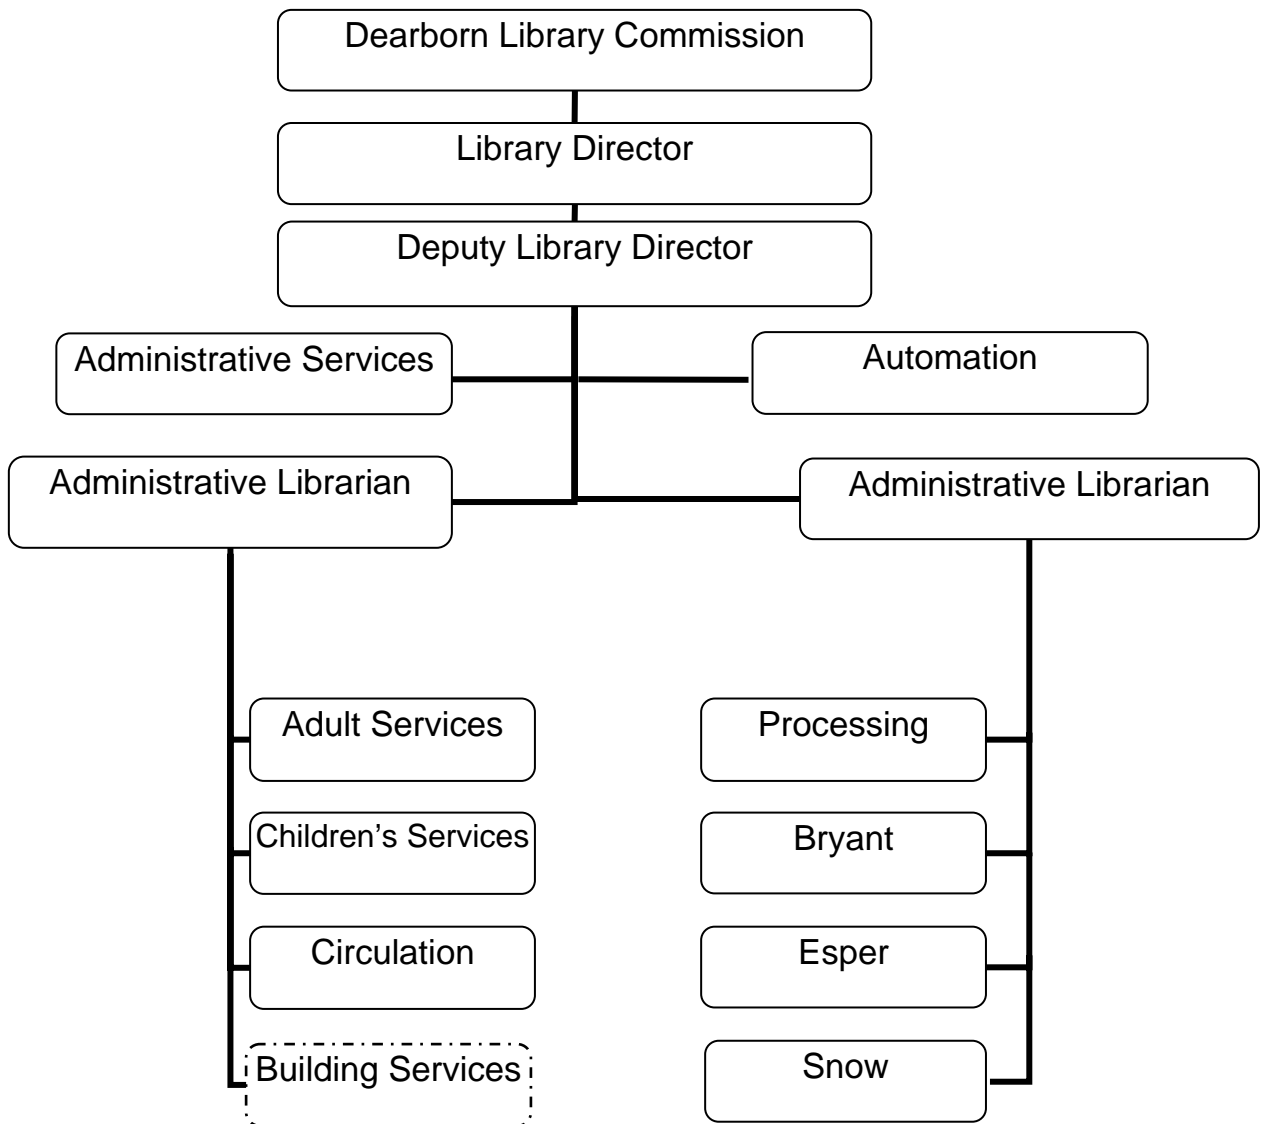 Dearborn Library Commission
Library Director
Deputy Library Director
Administrative Services
Automation
Administrative Librarian
Administrative Librarian
Adult Services
Processing
Children’s Services
Bryant
Circulation
Esper
Building Services
Snow